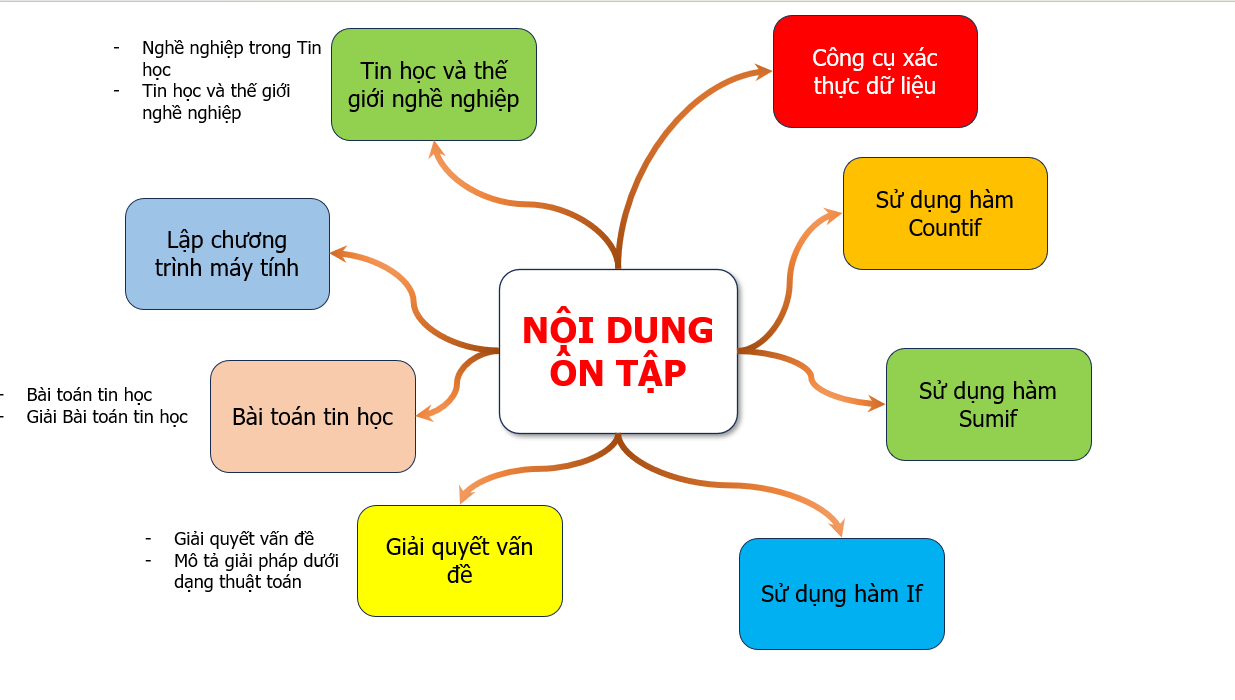 - Nghề nghiệp trong Tin
học
- Tin học và thế giới
nghề nghiệp
Tin học và thế
giới nghề nghiệp
Công cụ xác
thực dữ liệu
Lập chương
trình máy tính
Sử dụng hàm
Countif
NỘI DUNG
ÔN TẬP
- Bài toán tin học
- Giải Bài toán tin học
Bài toán tin học
Sử dụng hàm
Sumif
- Giải quyết vấn đề
- Mô tả giải pháp dưới
dạng thuật toán
Giải quyết vấn
đề
Sử dụng hàm If